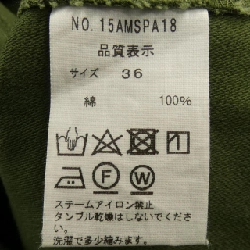 NO. 15AMSPA18
品質表示
サイズ 36
綿 100%
F W
スチームアイロン禁止
タンブル乾燥はしないでください。
洗濯で多少縮みます。